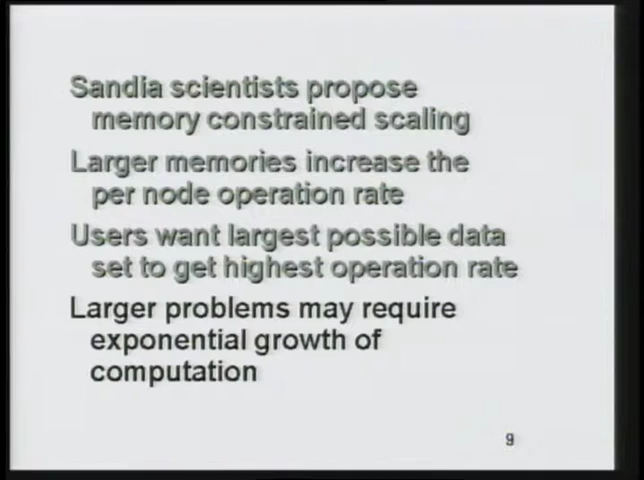 Sandia scientists propose
memory constrained scaling
Larger memories increase the
per node operation rate
Users want largest possible data
set to get highest operation rate
Larger problems may require
exponential growth of
computation
9